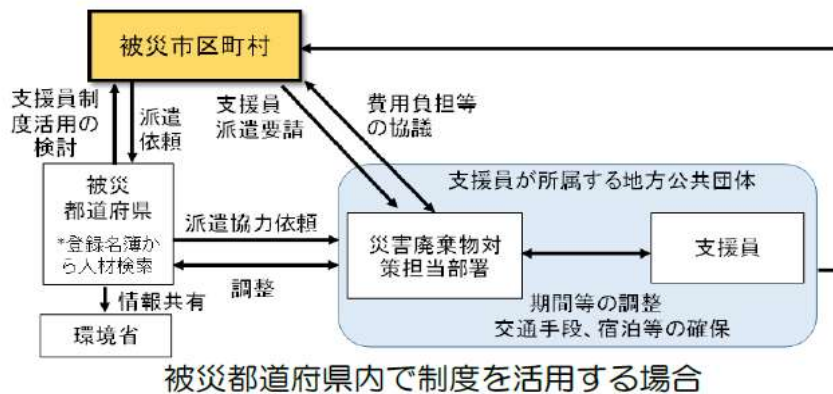 被災市区町村
支援員制
度活用の
検討
派遣
依頼
支援員
派遣要請
費用負担等
の協議
支援員が所属する地方公共団体
被災
都道府県
*登録名簿か
ら人材検索
派遣協力依頼
調整
災害廃棄物対
策担当部署
支援員
期間等の調整
交通手段、宿泊等の確保
情報共有
環境省
被災都道府県内で制度を活用する場合